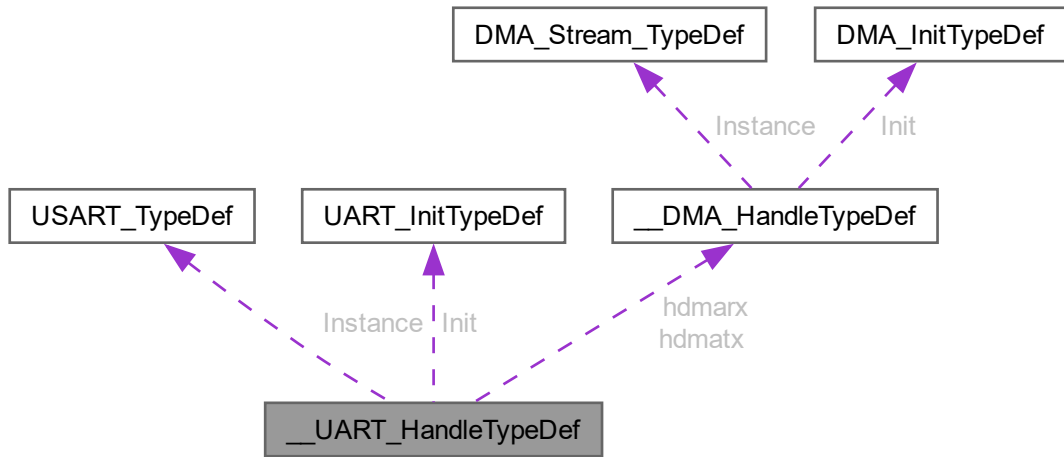 DMA_Stream_TypeDef
DMA_InitTypeDef
Instance
Init
USART_TypeDef
UART_InitTypeDef
__DMA_HandleTypeDef
Instance
Init
hdmarx
hdmatx
__UART_HandleTypeDef